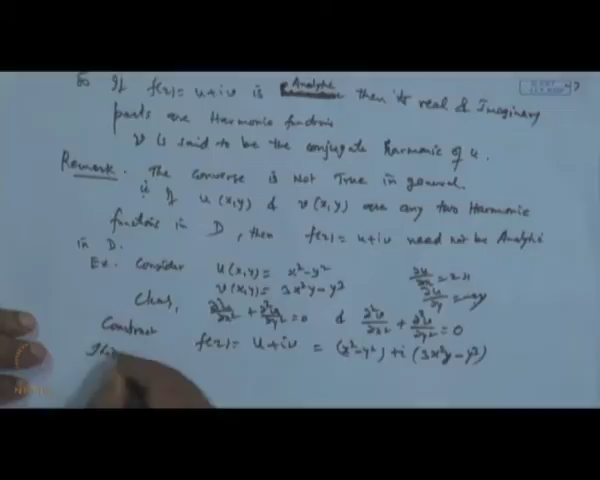 If f(z) = u+iv is Analytic then its real & Imaginary
parts are Harmonic functions
v is said to be the conjugate Harmonic of u.
Remark. The converse is Not True in general.
ie If u(x,y) & v(x,y) are any two Harmonic
functions in D, then f(z) = u+iv need not be Analytic
in D.
Ex. Consider u(x,y) = x²-y² ∂u/∂x =
v(x,y) = 3x²y-y³ ∂u/∂y =
Clear, ∂²u/∂x² + ∂²u/∂y² = 0 & ∂²v/∂x² + ∂²v/∂y² = 0
Construct f(z) = u+iv = (x²-y²) + i (3x²y-y³)